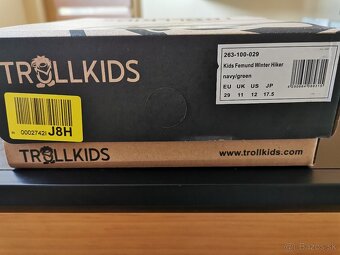 263-100-029
Kids Femund Winter Hiker
navy/green
EU UK US JP
29 11 12 17.5
TROLLKIDS
0002742 J8H
TROLLKIDS
www.trollkids.com